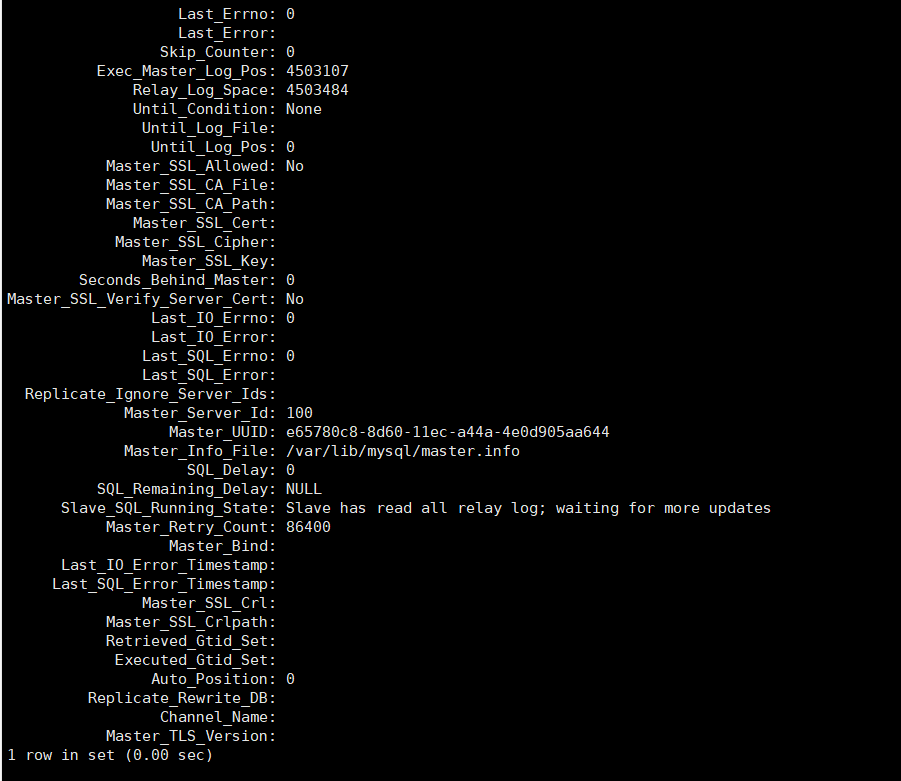 Last_Errno: 0
Last_Error:
Skip_Counter: 0
Exec_Master_Log_Pos: 4503107
Relay_Log_Space: 4503484
Until_Condition: None
Until_Log_File:
Until_Log_Pos: 0
Master_SSL_Allowed: No
Master_SSL_CA_File:
Master_SSL_CA_Path:
Master_SSL_Cert:
Master_SSL_Cipher:
Master_SSL_Key:
Seconds_Behind_Master: 0
Master_SSL_Verify_Server_Cert: No
Last_IO_Errno: 0
Last_IO_Error:
Last_SQL_Errno: 0
Last_SQL_Error:
Replicate_Ignore_Server_Ids:
Master_Server_Id: 100
Master_UUID: e65780c8-8d60-11ec-a44a-4e0d905aa644
Master_Info_File: /var/lib/mysql/master.info
SQL_Delay: 0
SQL_Remaining_Delay: NULL
Slave_SQL_Running_State: Slave has read all relay log; waiting for more updates
Master_Retry_Count: 86400
Master_Bind:
Last_IO_Error_Timestamp:
Last_SQL_Error_Timestamp:
Master_SSL_Crl:
Master_SSL_Crlpath:
Retrieved_Gtid_Set:
Executed_Gtid_Set:
Auto_Position: 0
Replicate_Rewrite_DB:
Channel_Name:
Master_TLS_Version:
1 row in set (0.00 sec)